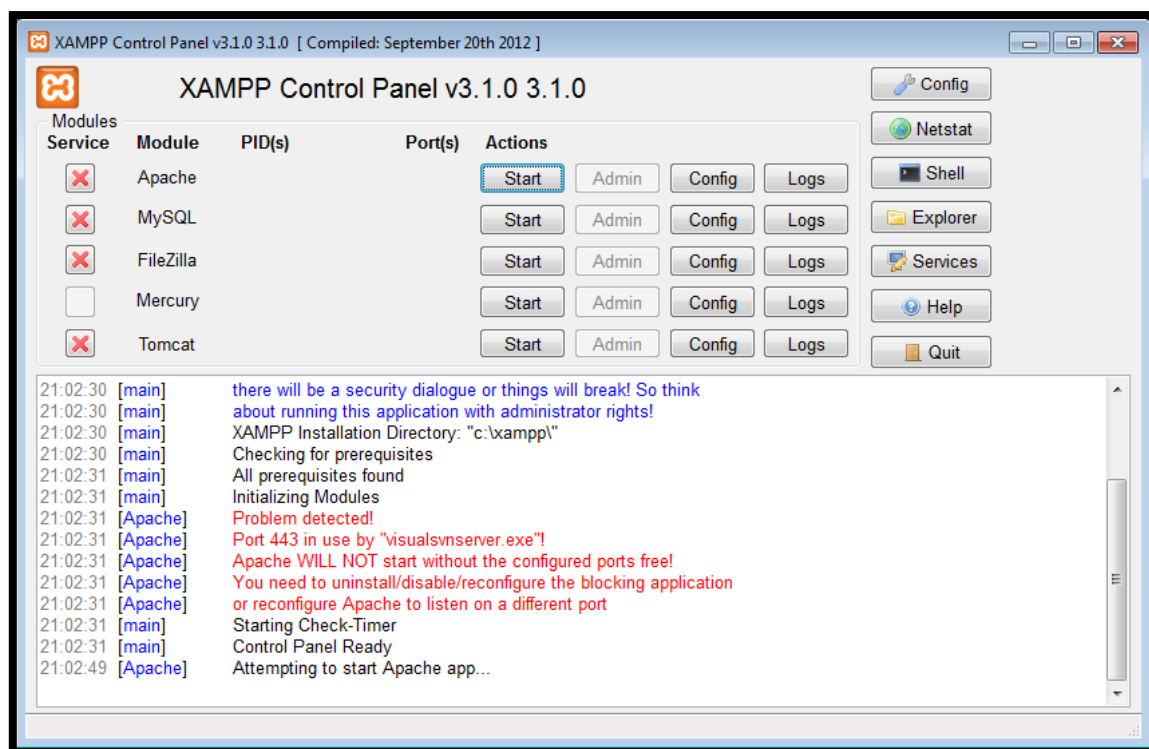 XAMPP Control Panel v3.1.0 3.1.0 [ Compiled: September 20th 2012 ]
XAMPP Control Panel v3.1.0 3.1.0
Config
Modules
Netstat
Service Module PID(s) Port(s) Actions
Apache Start Admin Config Logs
Shell
MySQL Start Admin Config Logs
Explorer
FileZilla Start Admin Config Logs
Services
Mercury Start Admin Config Logs
Help
Tomcat Start Admin Config Logs
Quit
21:02:30 [main] there will be a security dialogue or things will break! So think
21:02:30 [main] about running this application with administrator rights!
21:02:30 [main] XAMPP Installation Directory: "c:\xampp\"
21:02:30 [main] Checking for prerequisites
21:02:31 [main] All prerequisites found
21:02:31 [main] Initializing Modules
21:02:31 [Apache] Problem detected!
21:02:31 [Apache] Port 443 in use by "visualsvnserver.exe"!
21:02:31 [Apache] Apache WILL NOT start without the configured ports free!
21:02:31 [Apache] You need to uninstall/disable/reconfigure the blocking application
21:02:31 [Apache] or reconfigure Apache to listen on a different port
21:02:31 [main] Starting Check-Timer
21:02:31 [main] Control Panel Ready
21:02:49 [Apache] Attempting to start Apache app...